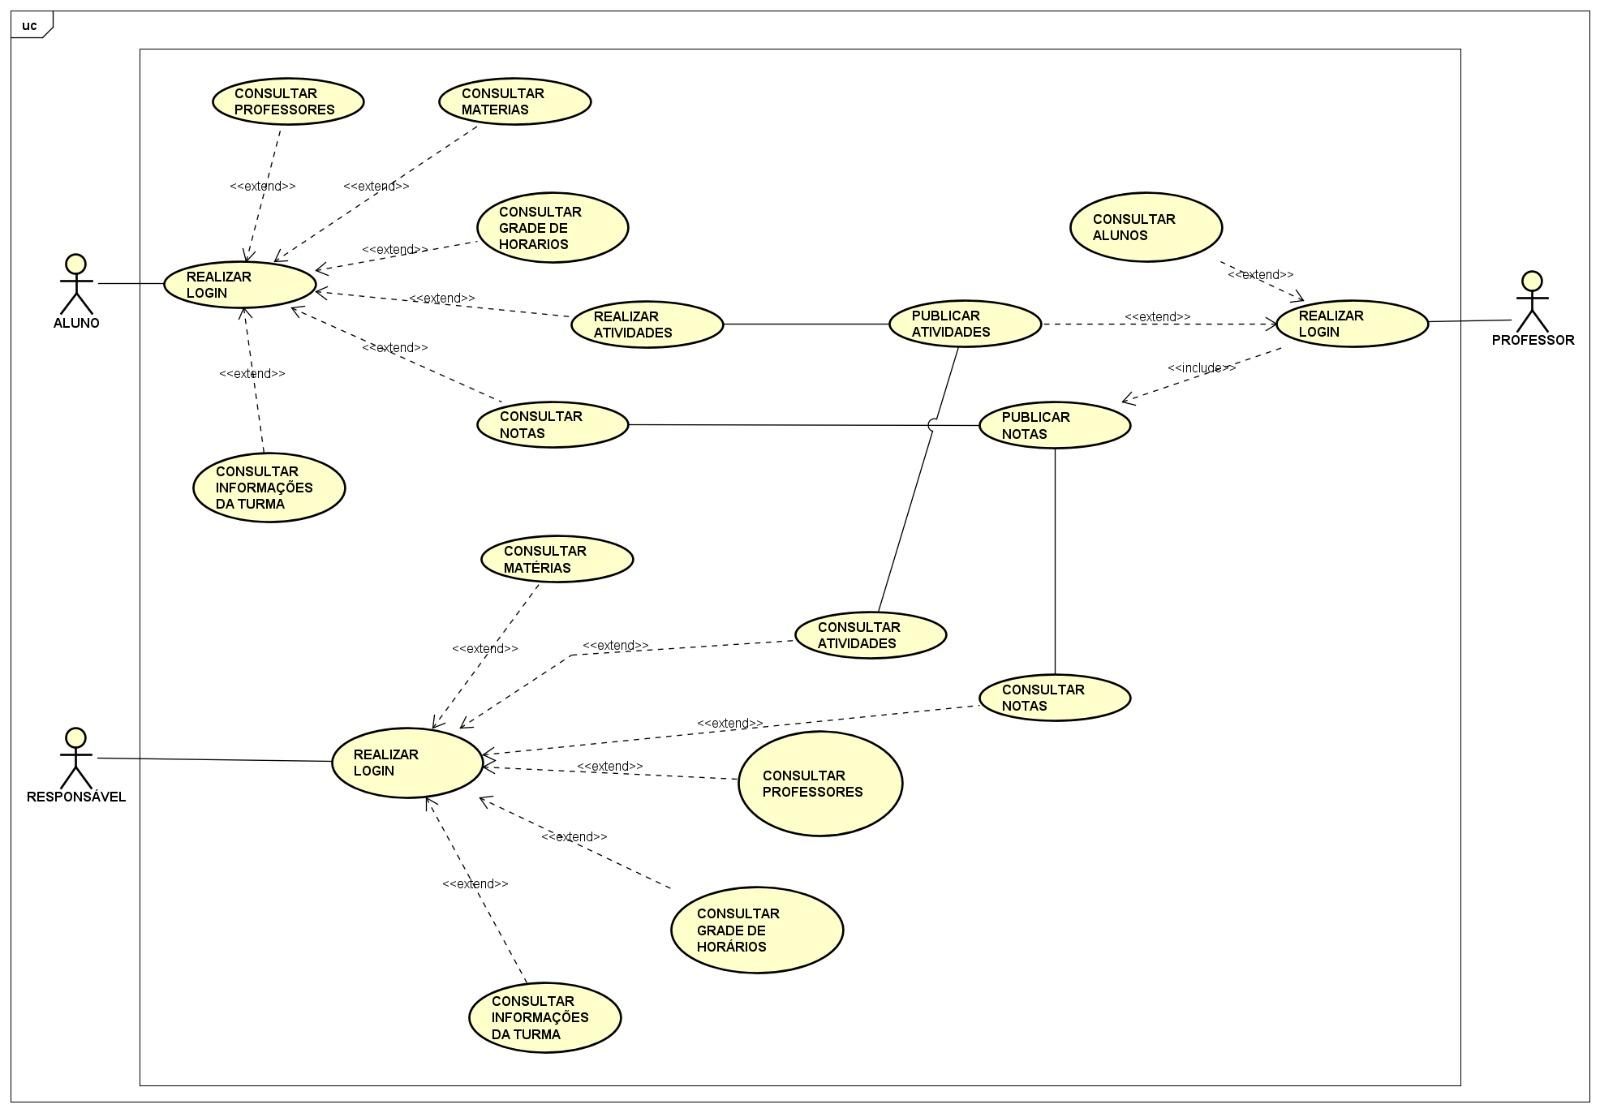 uc
CONSULTAR
PROFESSORES
CONSULTAR
MATERIAS
<<extend>>
<<extend>>
CONSULTAR
GRADE DE
HORARIOS
CONSULTAR
ALUNOS
<<extend>>
<<extend>>
REALIZAR
LOGIN
ALUNO
<<extend>>
REALIZAR
ATIVIDADES
PUBLICAR
ATIVIDADES
<<extend>>
REALIZAR
LOGIN
PROFESSOR
<<extend>>
<<extend>>
<<include>>
CONSULTAR
NOTAS
PUBLICAR
NOTAS
CONSULTAR
INFORMAÇÕES
DA TURMA
CONSULTAR
MATÉRIAS
<<extend>>
<<extend>>
CONSULTAR
ATIVIDADES
CONSULTAR
NOTAS
<<extend>>
REALIZAR
LOGIN
RESPONSÁVEL
<<extend>>
CONSULTAR
PROFESSORES
<<extend>>
<<extend>>
CONSULTAR
GRADE DE
HORÁRIOS
CONSULTAR
INFORMAÇÕES
DA TURMA